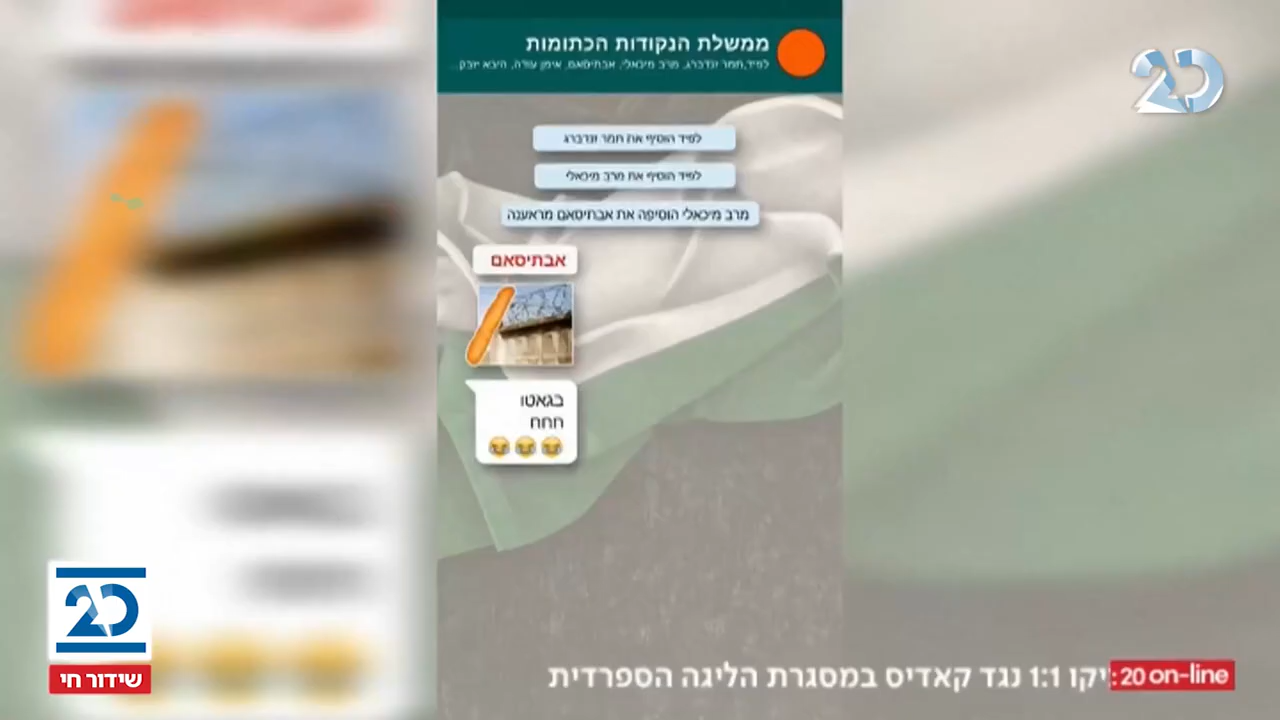 ממשלת הנקודות הכתומות
לפיד,תמר זנדברג, מרב מיכאלי, אבתיסאם, אימן עודה, היבא יזבק...
לפיד הוסיף את תמר זנדברג
לפיד הוסיף את מרב מיכאלי
מרב מיכאלי הוסיפה את אבתיסאם מראענה
אבתיסאם
בגאטו
חחח
20
20
שידור חי
20 on-line: יקו 1:1 נגד קאדיס במסגרת הליגה הספרדית